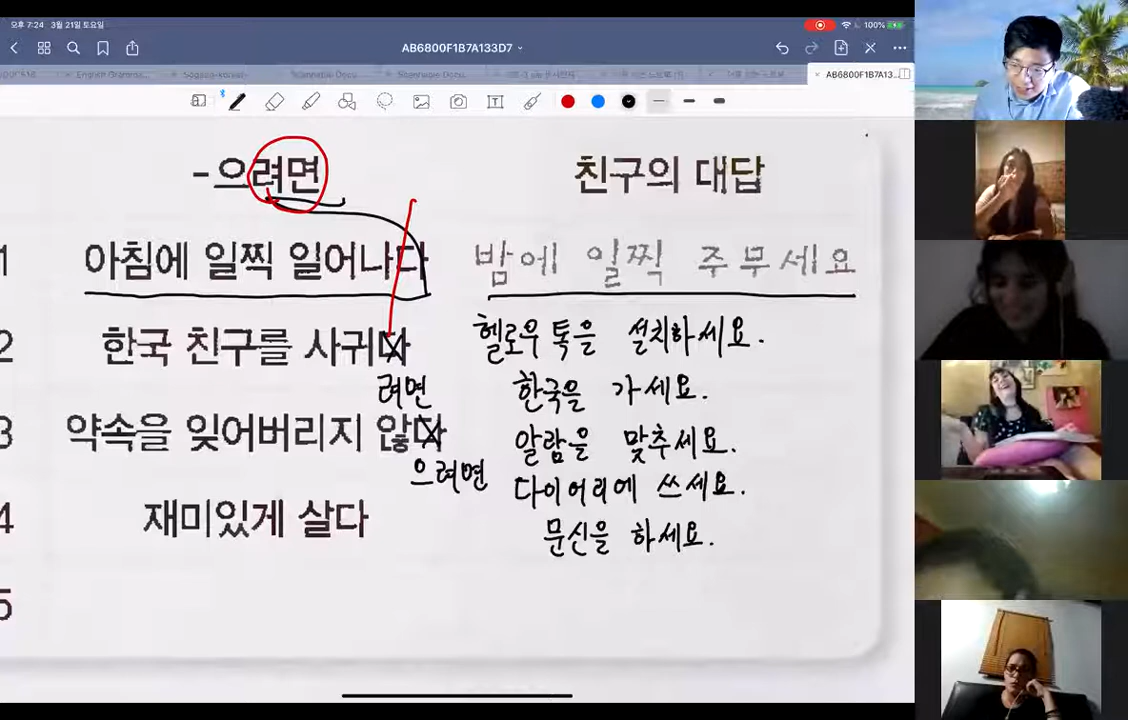 오후 7:24 3월 21일 토요일
100%
AB6800F1B7A133D7
AB6800F1B7A13...
-으려면 친구의 대답
1 아침에 일찍 일어나다 밤에 일찍 주무세요
헬로우 톡을 설치하세요.
2 한국 친구를 사귀다
려면 한국을 가세요.
3 약속을 잊어버리지 않다 알람을 맞추세요.
으려면 다이어리에 쓰세요.
4 재미있게 살다 문신을 하세요.
5